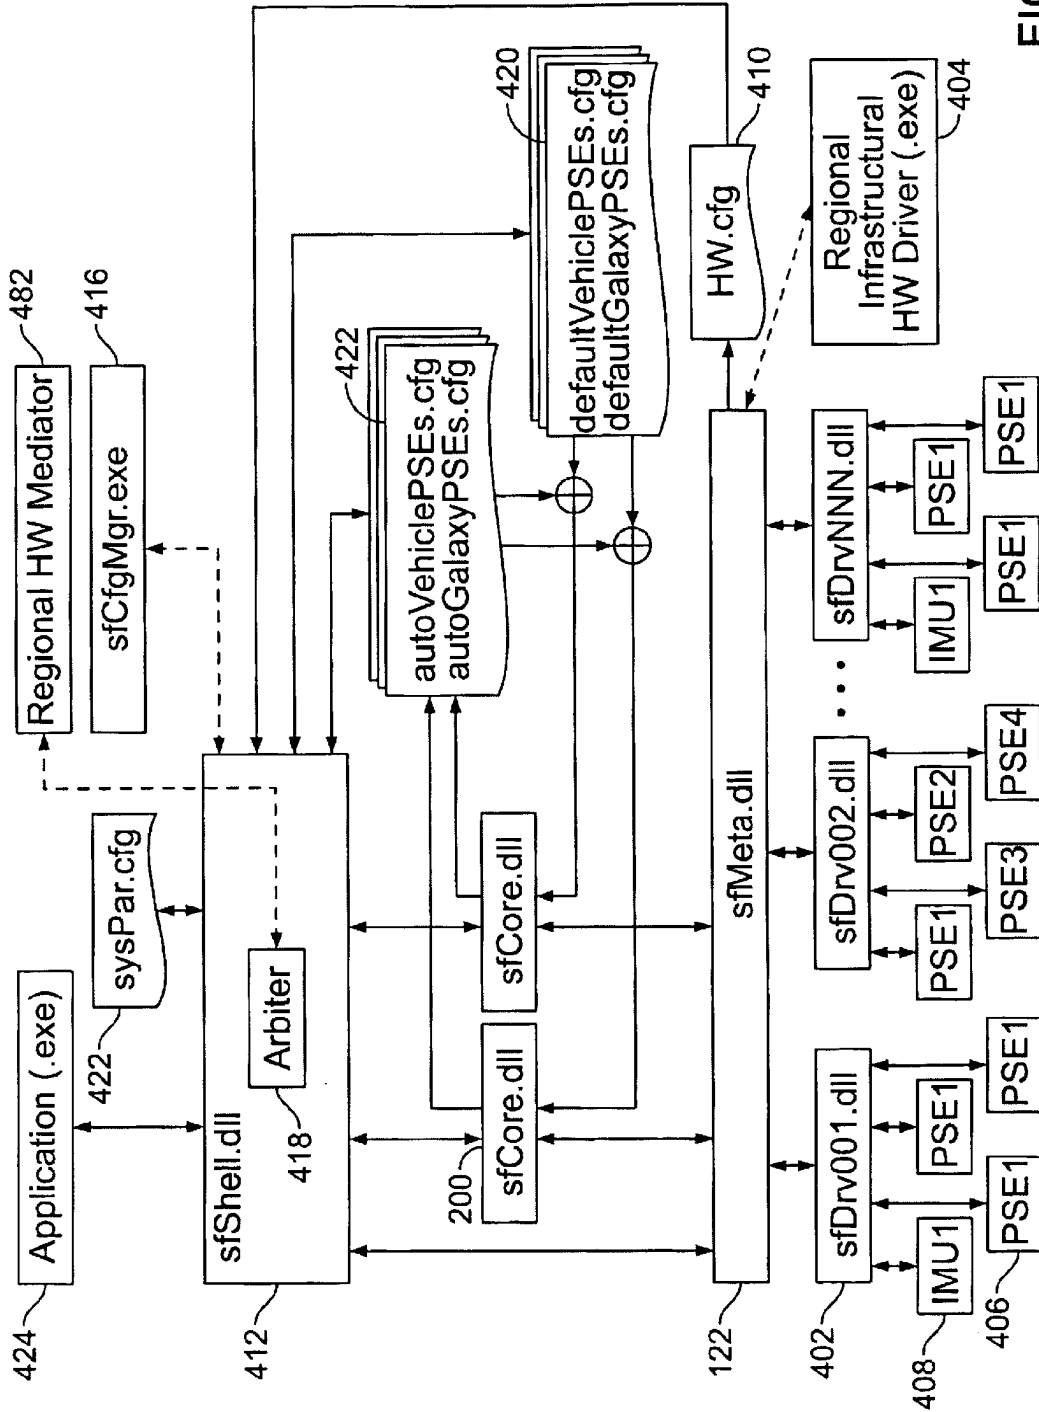 424
Application (.exe)
422
sysPar.cfg
482
Regional HW Mediator
416
sfCfgMgr.exe
412
sfShell.dll
418
Arbiter
422
autoVehiclePSEs.cfg
autoGalaxyPSEs.cfg
420
defaultVehiclePSEs.cfg
defaultGalaxyPSEs.cfg
200
sfCore.dll
sfCore.dll
410
HW.cfg
122
sfMeta.dll
404
Regional
Infrastructural
HW Driver (.exe)
402
sfDrv001.dll
sfDrv002.dll
sfDrvNNN.dll
408
IMU1
PSE1
PSE1
PSE2
IMU1
PSE1
406
PSE1
PSE1
PSE3
PSE4
PSE1
PSE1